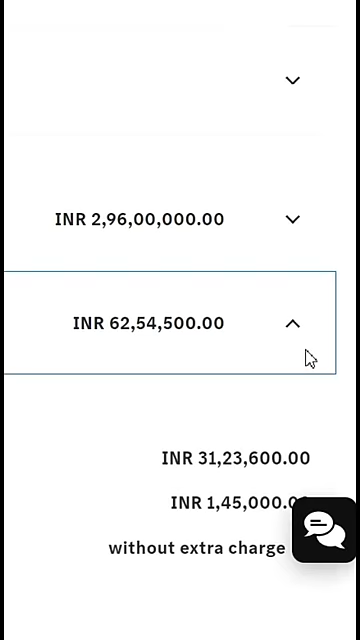 INR 2,96,00,000.00
INR 62,54,500.00
INR 31,23,600.00
INR 1,45,000.00
without extra charge